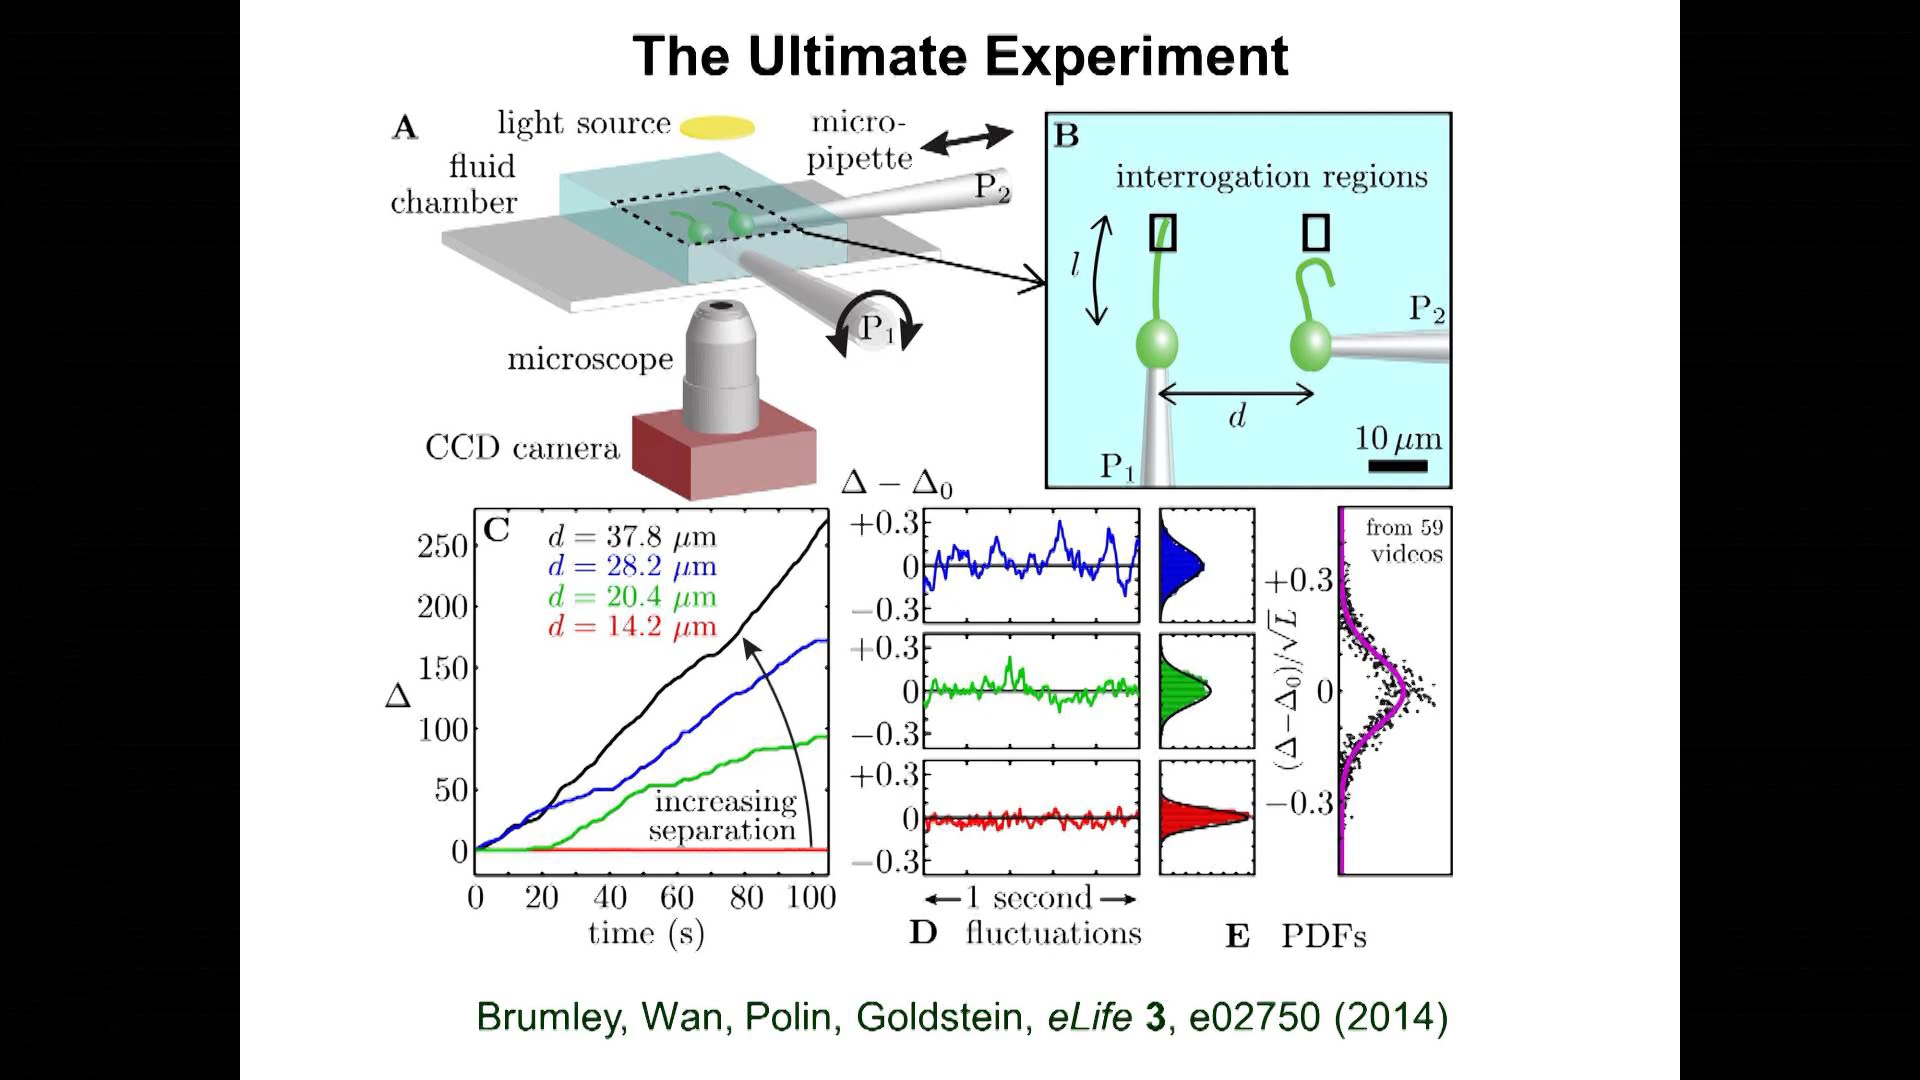 The Ultimate Experiment
A
light source
micro-
pipette
fluid
chamber
P2
P1
microscope
CCD camera
B
interrogation regions
l
P2
d
10 μm
P1
C
d = 37.8 μm
d = 28.2 μm
d = 20.4 μm
d = 14.2 μm
250
200
150
100
50
0
Δ
increasing
separation
0 20 40 60 80 100
time (s)
Δ − Δ0
+0.3
0
−0.3
+0.3
0
−0.3
+0.3
0
−0.3
1 second
D fluctuations
from 59
videos
+0.3
0
−0.3
(Δ−Δ0)/√L
E PDFs
Brumley, Wan, Polin, Goldstein, eLife 3, e02750 (2014)